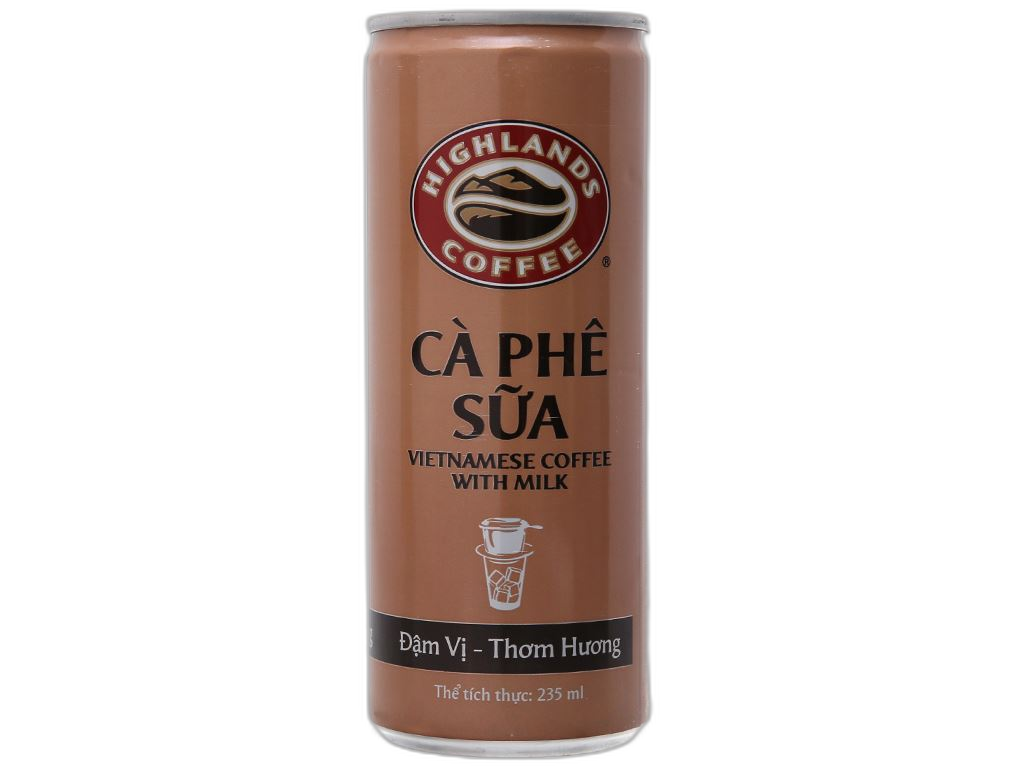 HIGHLANDS
COFFEE
®
CÀ PHÊ
SỮA
VIETNAMESE COFFEE
WITH MILK
Đậm Vị - Thơm Hương
Thể tích thực: 235 ml